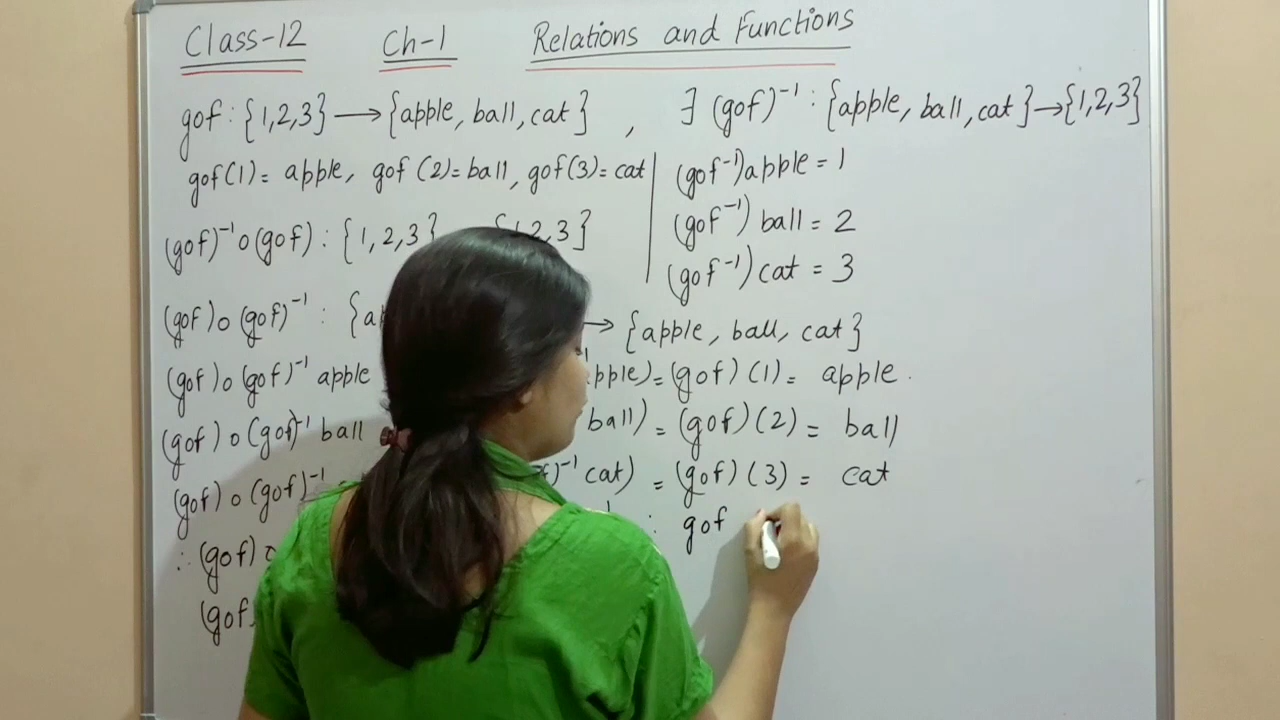 Class-12 Ch-1 Relations and Functions
gof : {1,2,3} → {apple, ball, cat} , ∃ (gof)⁻¹ : {apple, ball, cat} → {1,2,3}
gof(1) = apple, gof (2) = ball, gof(3) = cat
(gof⁻¹)apple = 1
(gof⁻¹) ball = 2
(gof⁻¹) cat = 3
(gof)⁻¹o(gof) : {1, 2, 3} {1,2,3}
(gof)o (gof)⁻¹ : { → {apple, ball, cat}
(gof)o (gof)⁻¹ apple apple) = (gof) (1) = apple.
(gof) o (gof)⁻¹ ball ball) = (gof) (2) = ball
(gof) o (gof)⁻¹ ⁻¹ cat) = (gof) (3) = cat
∴ (gof) o : gof
(gof)